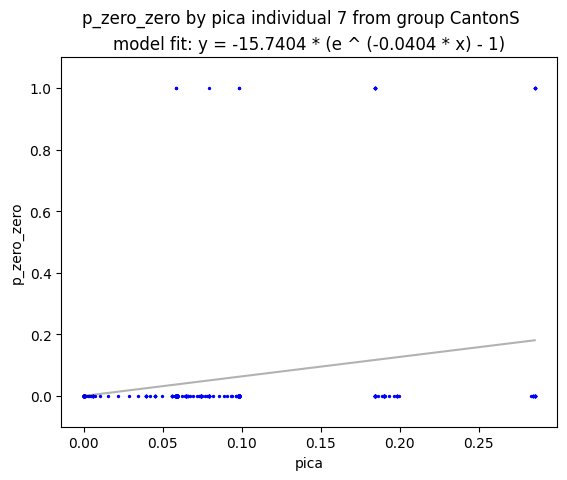 p_zero_zero by pica individual 7 from group CantonS
model fit: y = -15.7404 * (e ^ (-0.0404 * x) - 1)
1.0
0.8
0.6
0.4
0.2
0.0
p_zero_zero
0.00 0.05 0.10 0.15 0.20 0.25
pica